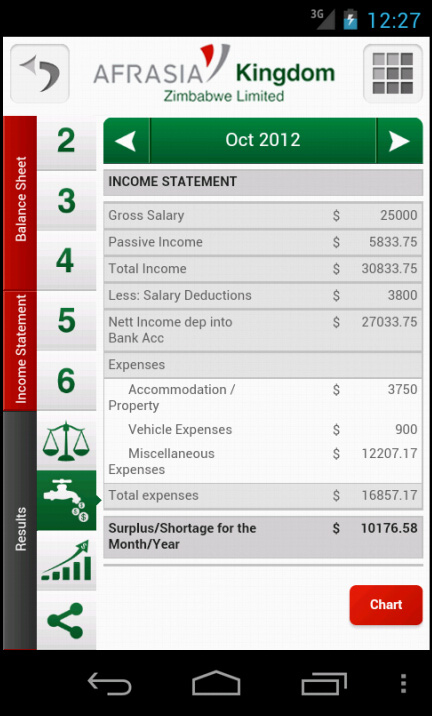 3G 12:27
AFRASIA Kingdom
Zimbabwe Limited
Balance Sheet
Income Statement
Results
2
3
4
5
6
Oct 2012
INCOME STATEMENT
Gross Salary $ 25000
Passive Income $ 5833.75
Total Income $ 30833.75
Less: Salary Deductions $ 3800
Nett Income dep into $ 27033.75
Bank Acc
Expenses
Accommodation / $ 3750
Property
Vehicle Expenses $ 900
Miscellaneous $ 12207.17
Expenses
Total expenses $ 16857.17
Surplus/Shortage for the $ 10176.58
Month/Year
Chart